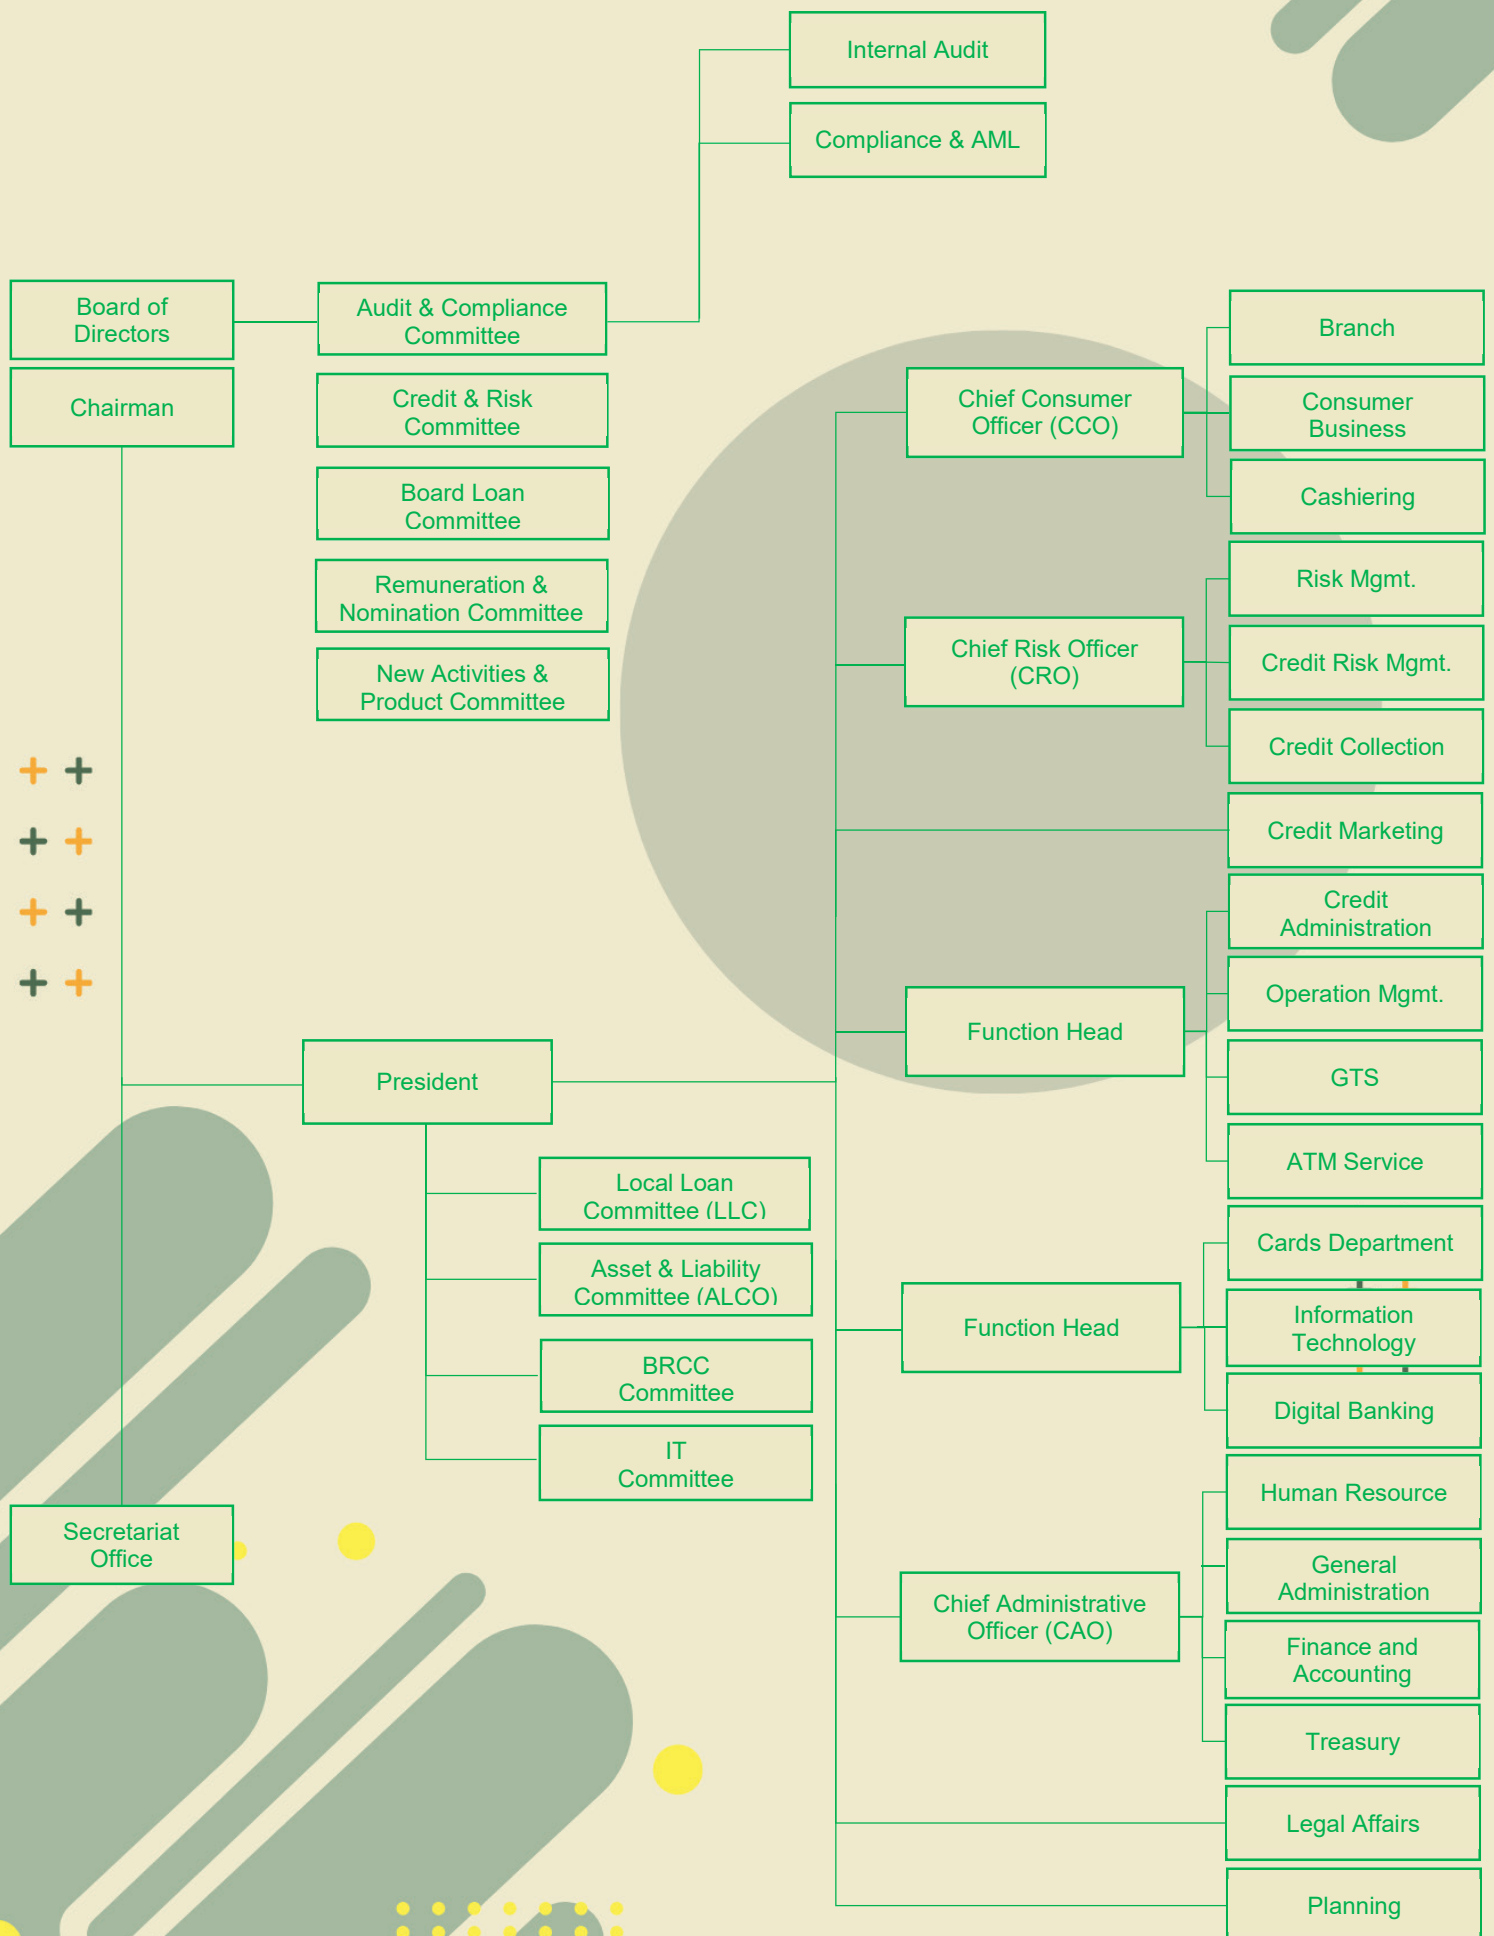 Internal Audit
Compliance & AML
Board of
Directors
Chairman
Audit & Compliance
Committee
Credit & Risk
Committee
Board Loan
Committee
Remuneration &
Nomination Committee
New Activities &
Product Committee
Chief Consumer
Officer (CCO)
Branch
Consumer
Business
Cashiering
Chief Risk Officer
(CRO)
Risk Mgmt.
Credit Risk Mgmt.
Credit Collection
Credit Marketing
Function Head
Credit
Administration
Operation Mgmt.
GTS
ATM Service
President
Local Loan
Committee (LLC)
Asset & Liability
Committee (ALCO)
BRCC
Committee
IT
Committee
Function Head
Cards Department
Information
Technology
Digital Banking
Secretariat
Office
Chief Administrative
Officer (CAO)
Human Resource
General
Administration
Finance and
Accounting
Treasury
Legal Affairs
Planning